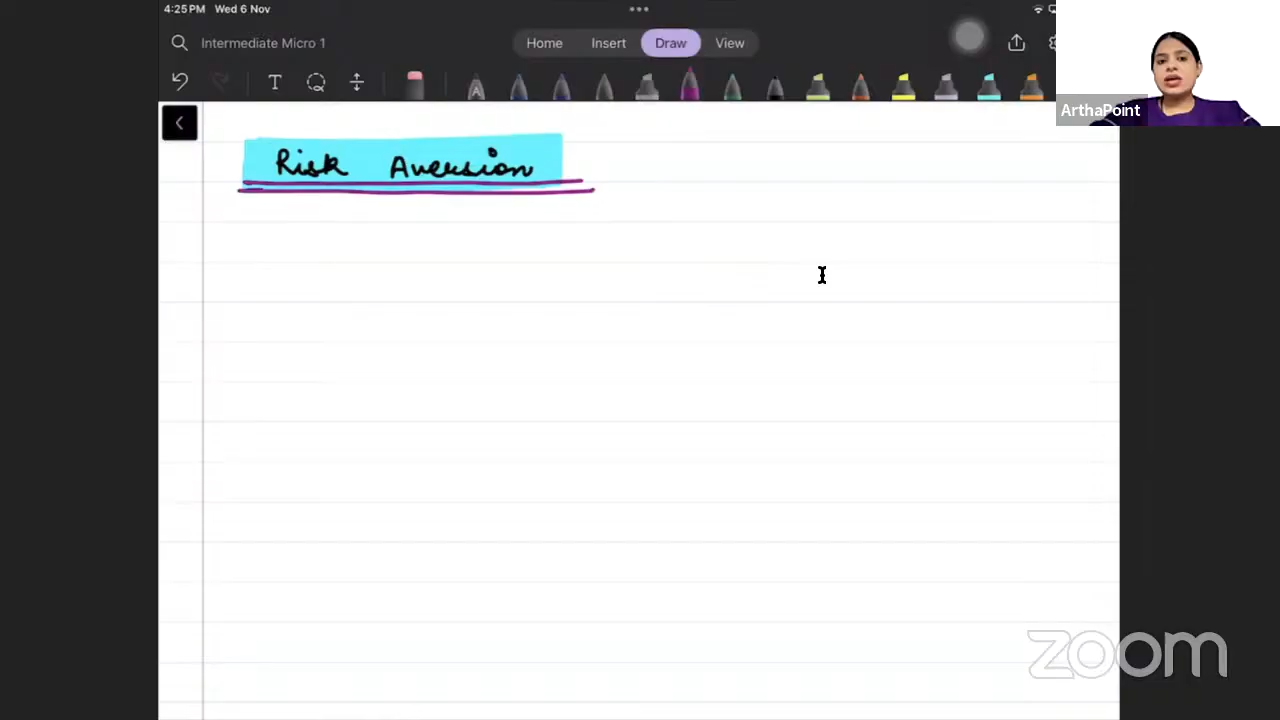 4:25 PM Wed 6 Nov
Intermediate Micro 1
Home Insert Draw View
T
A
ArthaPoint
Risk Aversion
zoom